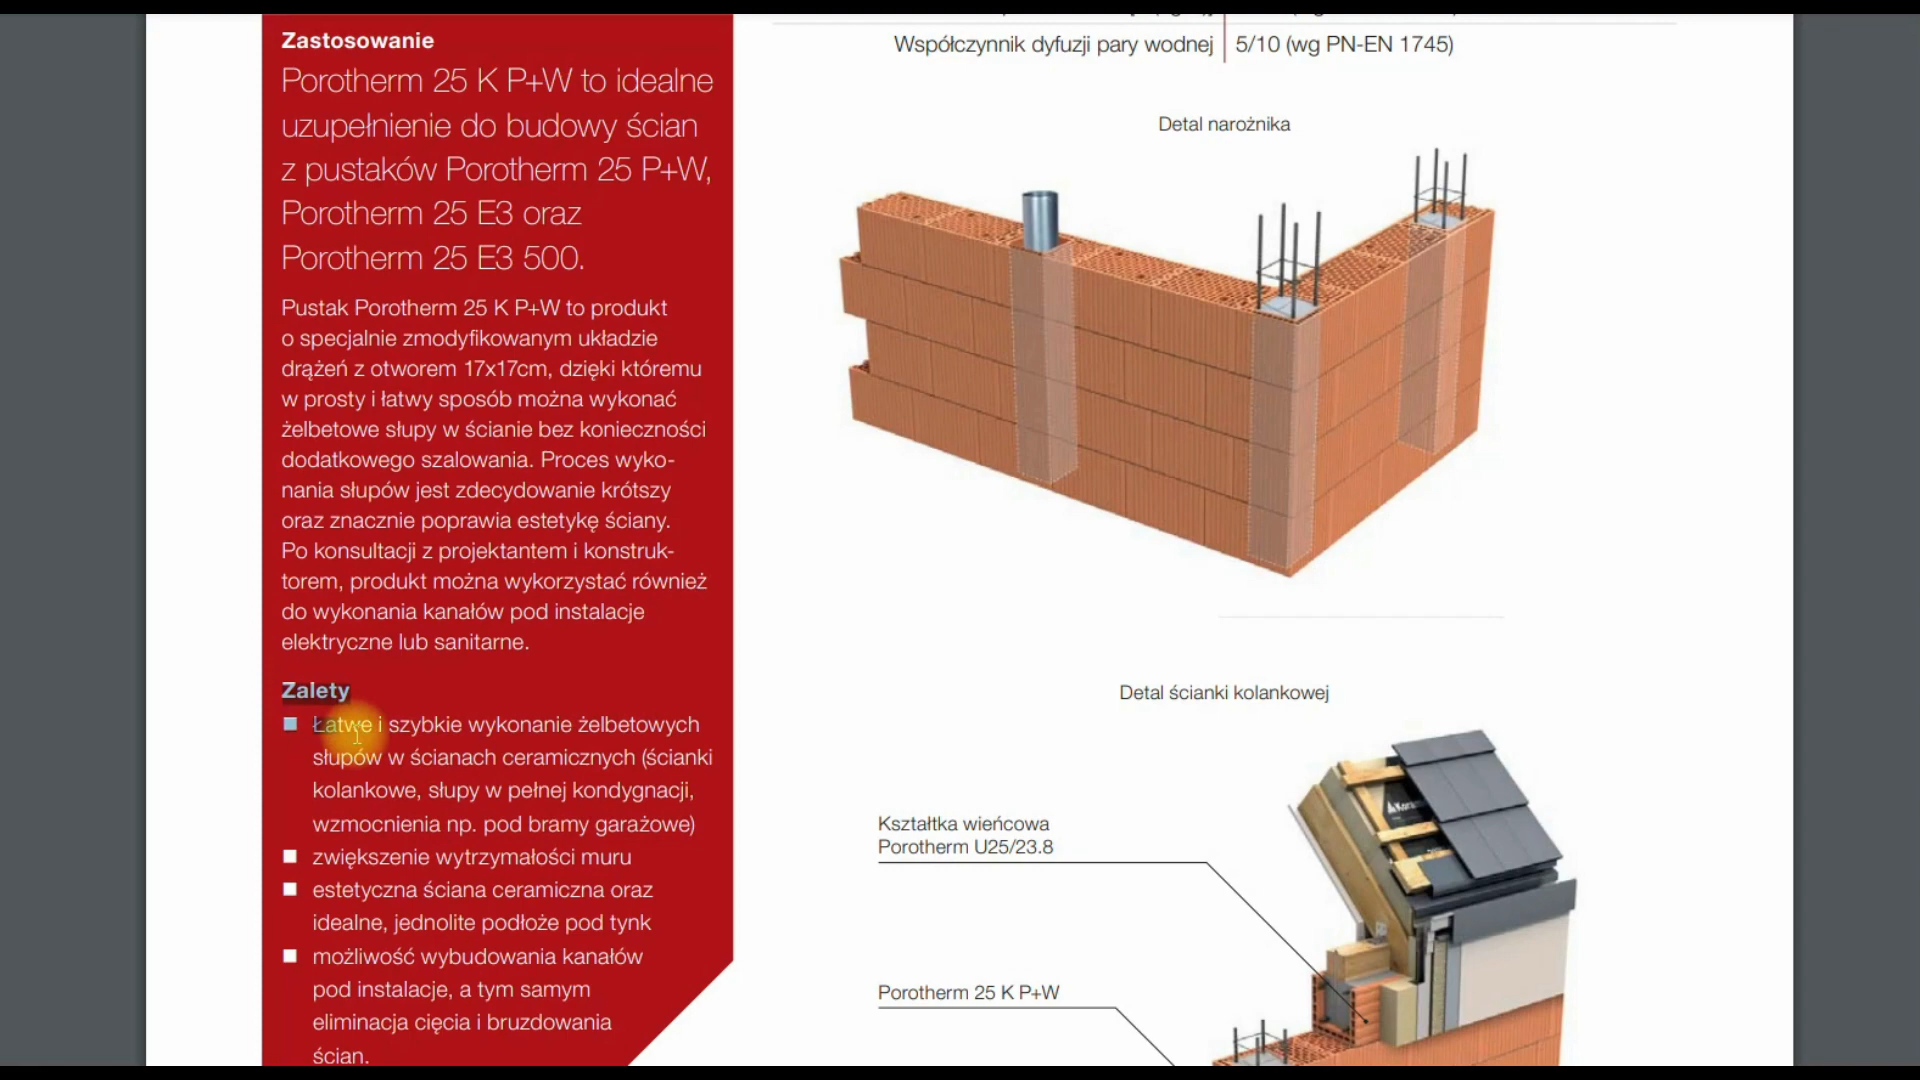 Zastosowanie
Porotherm 25 K P+W to idealne
uzupełnienie do budowy ścian
z pustaków Porotherm 25 P+W,
Porotherm 25 E3 oraz
Porotherm 25 E3 500.
Pustak Porotherm 25 K P+W to produkt
o specjalnie zmodyfikowanym układzie
drążeń z otworem 17x17cm, dzięki któremu
w prosty i łatwy sposób można wykonać
żelbetowe słupy w ścianie bez konieczności
dodatkowego szalowania. Proces wyko-
nania słupów jest zdecydowanie krótszy
oraz znacznie poprawia estetykę ściany.
Po konsultacji z projektantem i konstruk-
torem, produkt można wykorzystać również
do wykonania kanałów pod instalacje
elektryczne lub sanitarne.
Zalety
Łatwe i szybkie wykonanie żelbetowych
słupów w ścianach ceramicznych (ścianki
kolankowe, słupy w pełnej kondygnacji,
wzmocnienia np. pod bramy garażowe)
zwiększenie wytrzymałości muru
estetyczna ściana ceramiczna oraz
idealne, jednolite podłoże pod tynk
możliwość wybudowania kanałów
pod instalacje, a tym samym
eliminacja cięcia i bruzdowania
ścian.
Współczynnik dyfuzji pary wodnej 5/10 (wg PN-EN 1745)
Detal narożnika
Detal ścianki kolankowej
Kształtka wieńcowa
Porotherm U25/23.8
Porotherm 25 K P+W